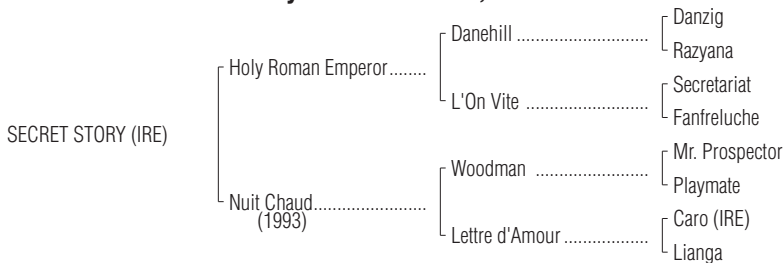 Danzig
Danehill
Razyana
Holy Roman Emperor
Secretariat
L'On Vite
Fanfreluche
SECRET STORY (IRE)
Mr. Prospector
Woodman
Playmate
Nuit Chaud
(1993)
Caro (IRE)
Lettre d'Amour
Lianga